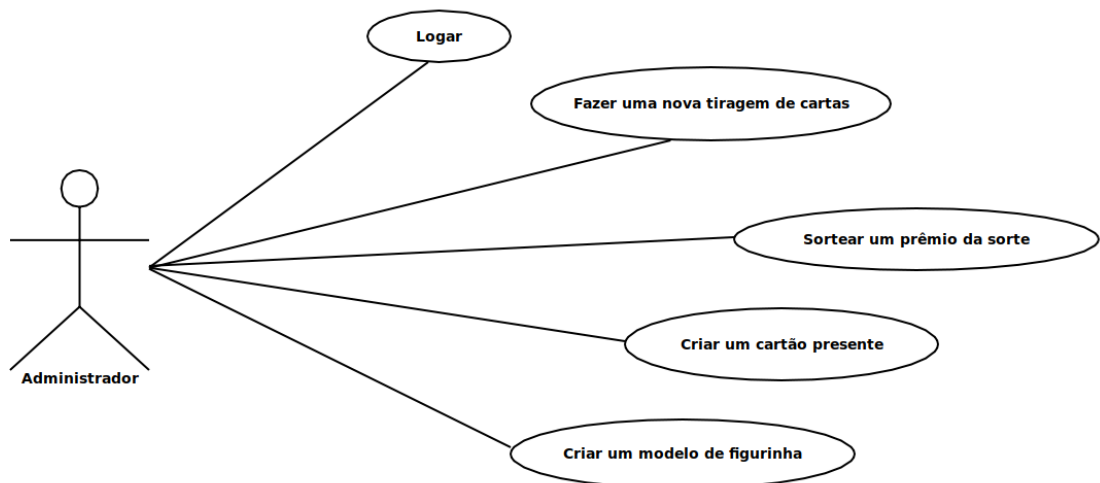 Logar
Fazer uma nova tiragem de cartas
Sortear um prêmio da sorte
Criar um cartão presente
Administrador
Criar um modelo de figurinha